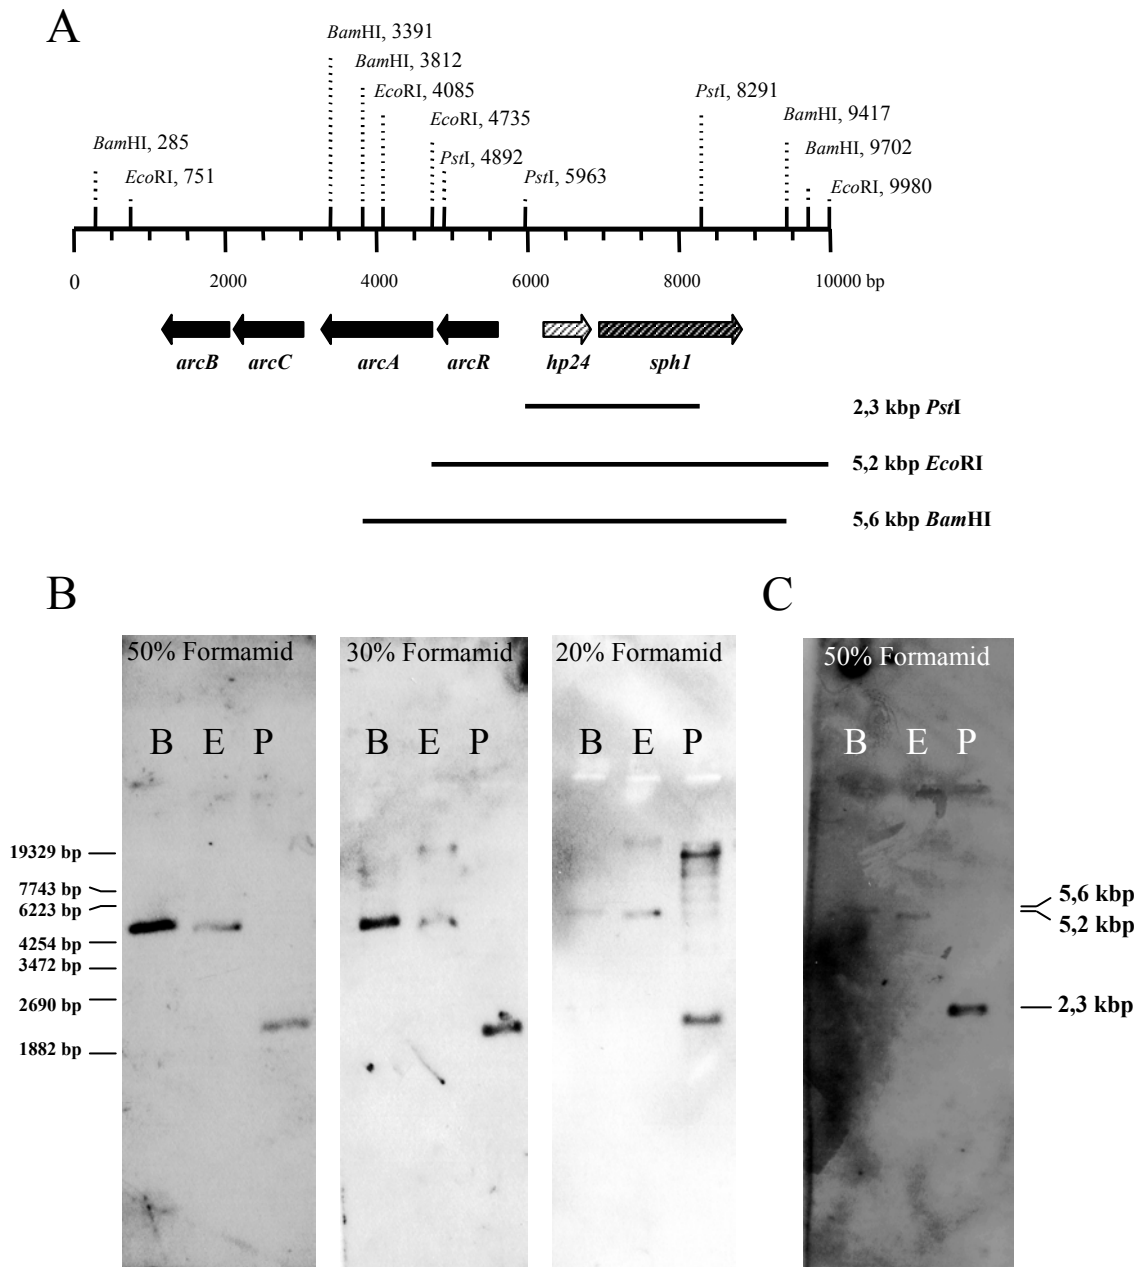 A
BamHI, 3391
BamHI, 3812
EcoRI, 4085
PstI, 8291
EcoRI, 4735
BamHI, 9417
BamHI, 285
PstI, 4892
BamHI, 9702
EcoRI, 751
PstI, 5963
EcoRI, 9980
0 2000 4000 6000 8000 10000 bp
arcB arcC arcA arcR hp24 sph1
2,3 kbp PstI
5,2 kbp EcoRI
5,6 kbp BamHI
B
50% Formamid
B E P
30% Formamid
B E P
20% Formamid
B E P
19329 bp
7743 bp
6223 bp
4254 bp
3472 bp
2690 bp
1882 bp
C
50% Formamid
B E P
5,6 kbp
5,2 kbp
2,3 kbp